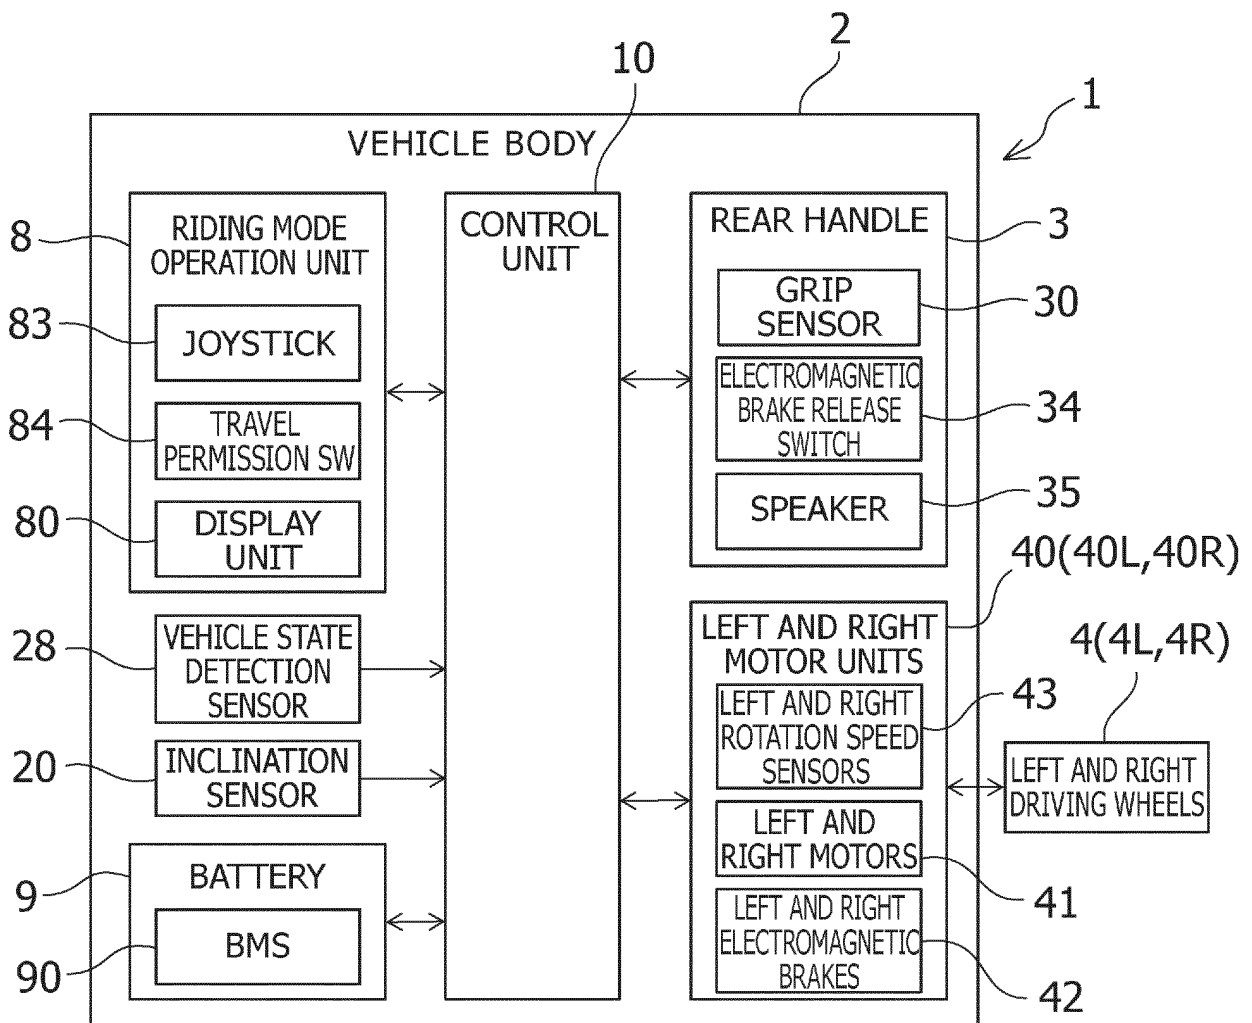 2
10
1
VEHICLE BODY
8
RIDING MODE
OPERATION UNIT
83
JOYSTICK
84
TRAVEL
PERMISSION SW
80
DISPLAY
UNIT
28
VEHICLE STATE
DETECTION
SENSOR
20
INCLINATION
SENSOR
9
BATTERY
90
BMS
CONTROL
UNIT
REAR HANDLE
3
GRIP
SENSOR
30
ELECTROMAGNETIC
BRAKE RELEASE
SWITCH
34
SPEAKER
35
40(40L,40R)
LEFT AND RIGHT
MOTOR UNITS
LEFT AND RIGHT
ROTATION SPEED
SENSORS
43
LEFT AND
RIGHT MOTORS
41
LEFT AND RIGHT
ELECTROMAGNETIC
BRAKES
42
4(4L,4R)
LEFT AND RIGHT
DRIVING WHEELS